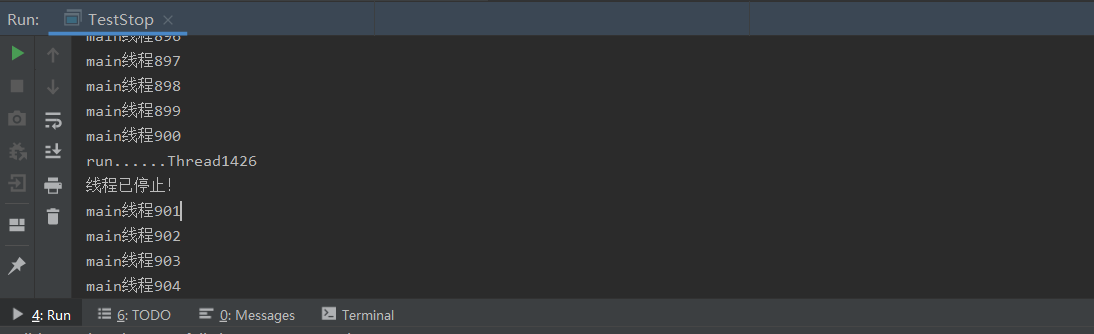 Run: TestStop
main线程896
main线程897
main线程898
main线程899
main线程900
run......Thread1426
线程已停止!
main线程901
main线程902
main线程903
main线程904
4: Run 6: TODO 0: Messages Terminal